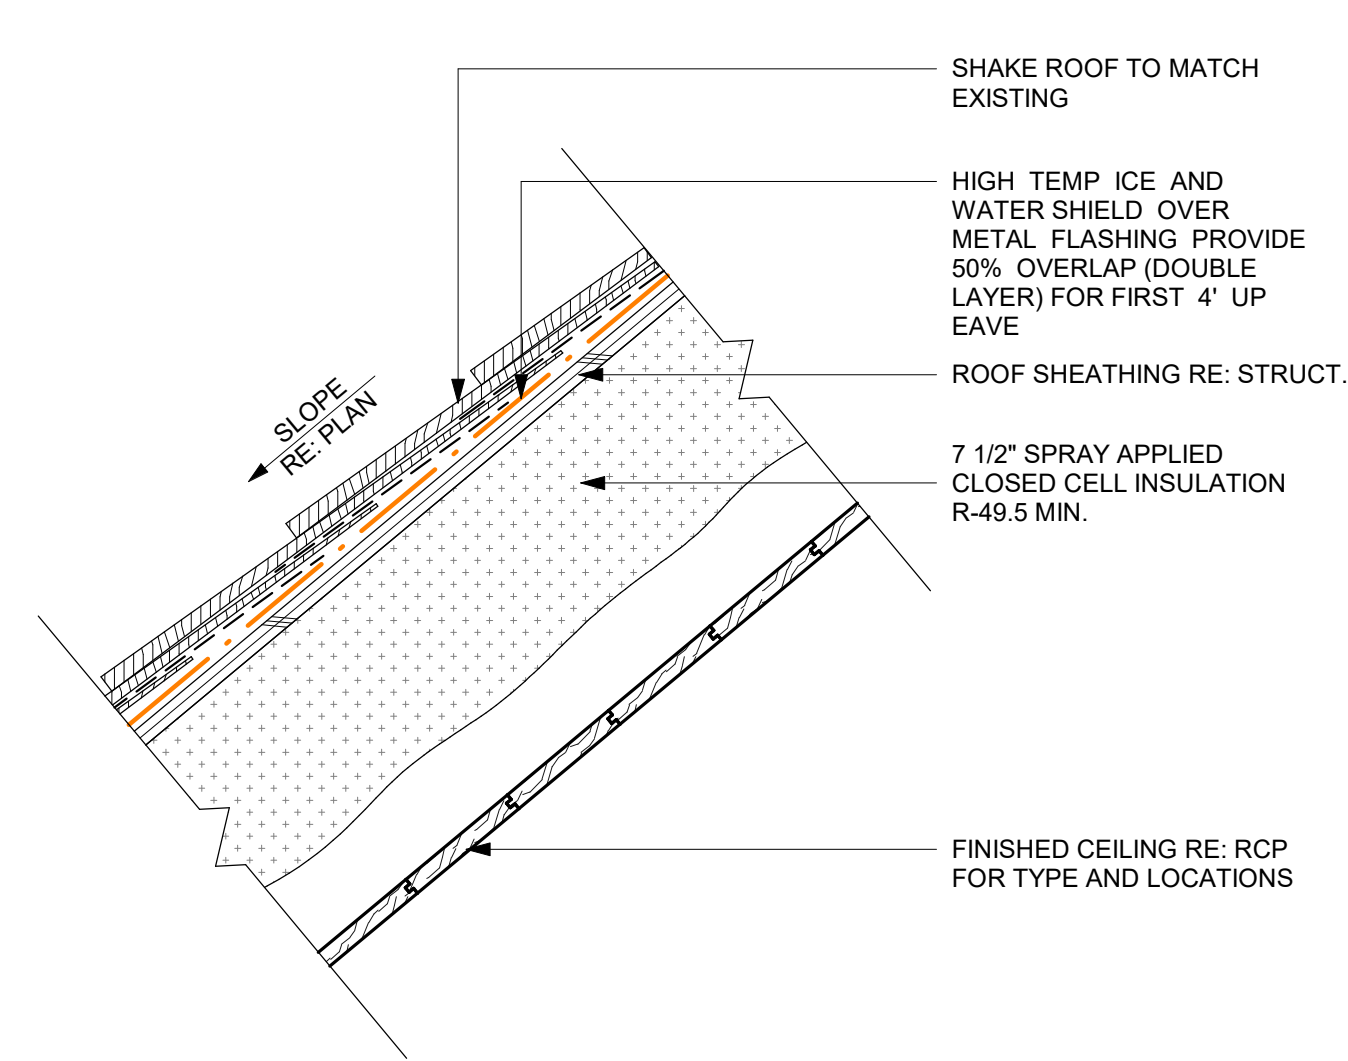 SHAKE ROOF TO MATCH
EXISTING
HIGH TEMP ICE AND
WATER SHIELD OVER
METAL FLASHING PROVIDE
50% OVERLAP (DOUBLE
LAYER) FOR FIRST 4' UP
EAVE
ROOF SHEATHING RE: STRUCT.
SLOPE
RE: PLAN
7 1/2" SPRAY APPLIED
CLOSED CELL INSULATION
R-49.5 MIN.
FINISHED CEILING RE: RCP
FOR TYPE AND LOCATIONS